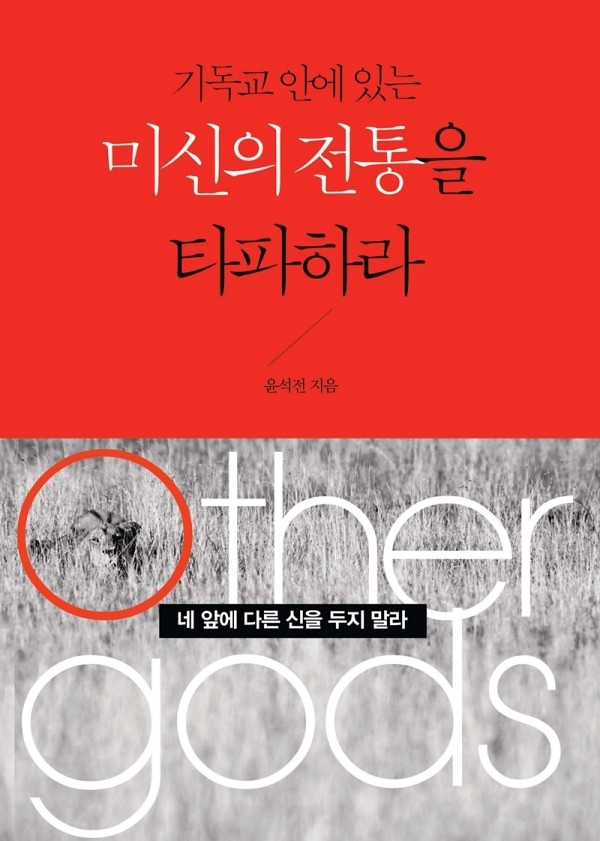 기독교 안에 있는
미신의 전통을
타파하라
윤석전 지음
Other
네 앞에 다른 신을 두지 말라
gods